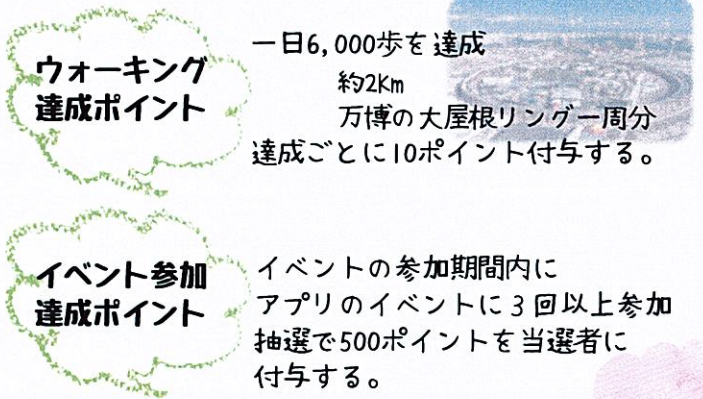 ウォーキング
達成ポイント
一日6,000歩を達成
約2Km
万博の大屋根リング一周分
達成ごとに10ポイント付与する。
イベント参加
達成ポイント
イベントの参加期間内に
アプリのイベントに3回以上参加
抽選で500ポイントを当選者に
付与する。